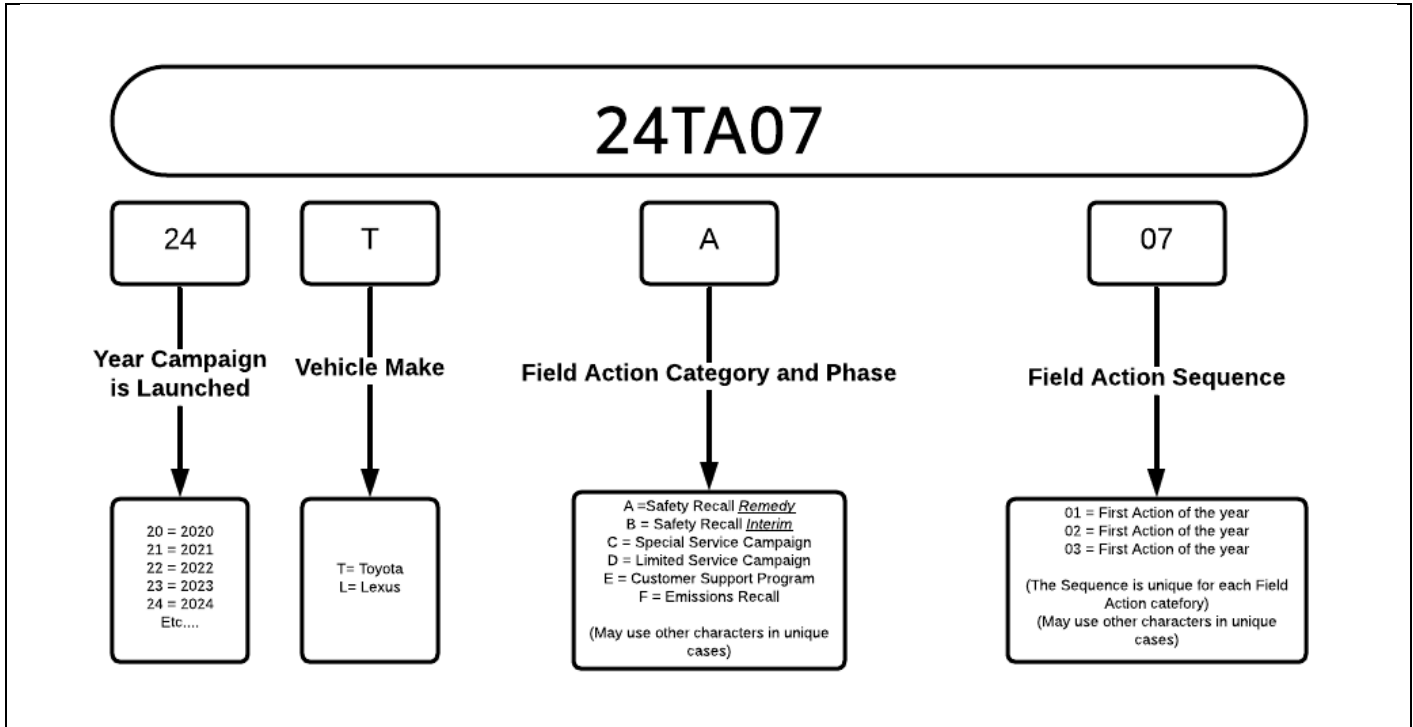 24TA07
24
T
A
07
Year Campaign
is Launched
Vehicle Make
Field Action Category and Phase
Field Action Sequence
20 = 2020
21 = 2021
22 = 2022
23 = 2023
24 = 2024
Etc....
T= Toyota
L= Lexus
A =Safety Recall Remedy
B = Safety Recall Interim
C = Special Service Campaign
D = Limited Service Campaign
E = Customer Support Program
F = Emissions Recall
(May use other characters in unique
cases)
01 = First Action of the year
02 = First Action of the year
03 = First Action of the year
(The Sequence is unique for each Field
Action catefory)
(May use other characters in unique
cases)